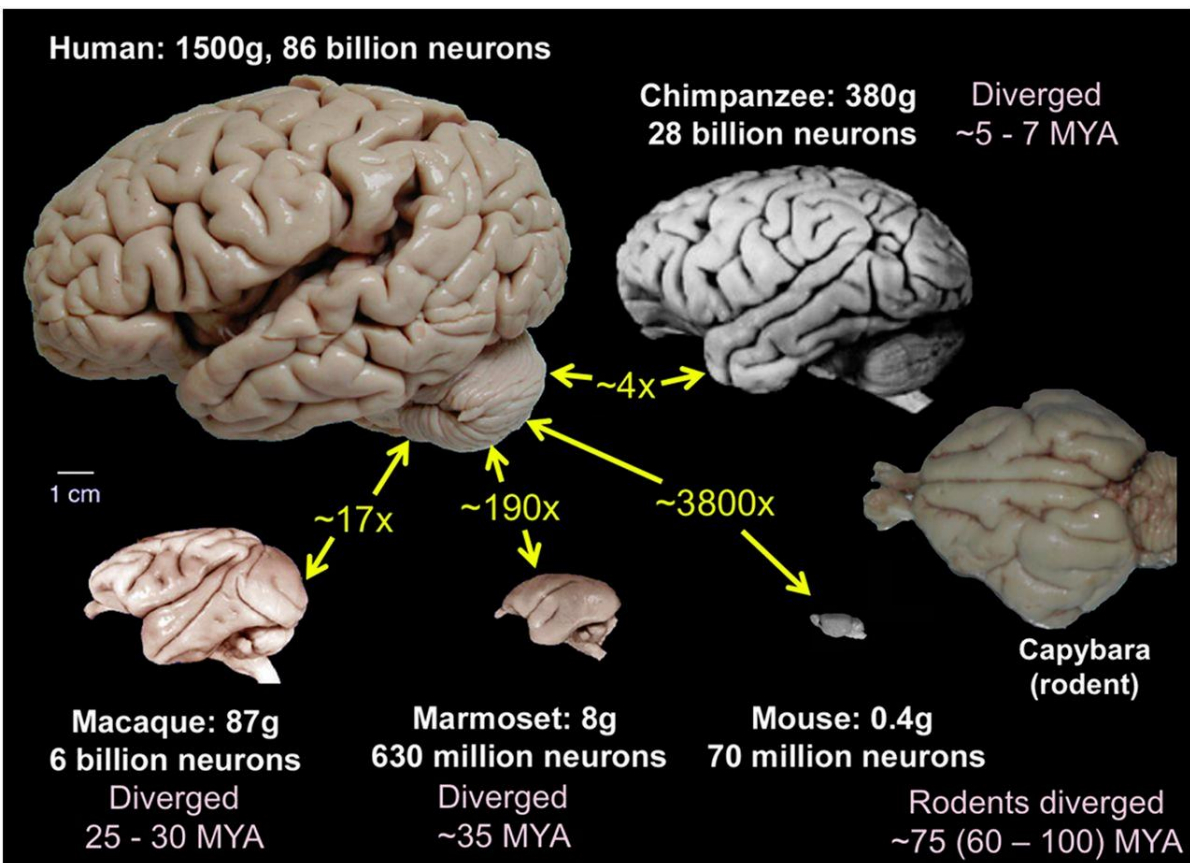 Human: 1500g, 86 billion neurons
Chimpanzee: 380g
28 billion neurons
Diverged
~5 - 7 MYA
~4x
1 cm
~17x
~190x
~3800x
Capybara
(rodent)
Macaque: 87g
6 billion neurons
Diverged
25 - 30 MYA
Marmoset: 8g
630 million neurons
Diverged
~35 MYA
Mouse: 0.4g
70 million neurons
Rodents diverged
~75 (60 – 100) MYA